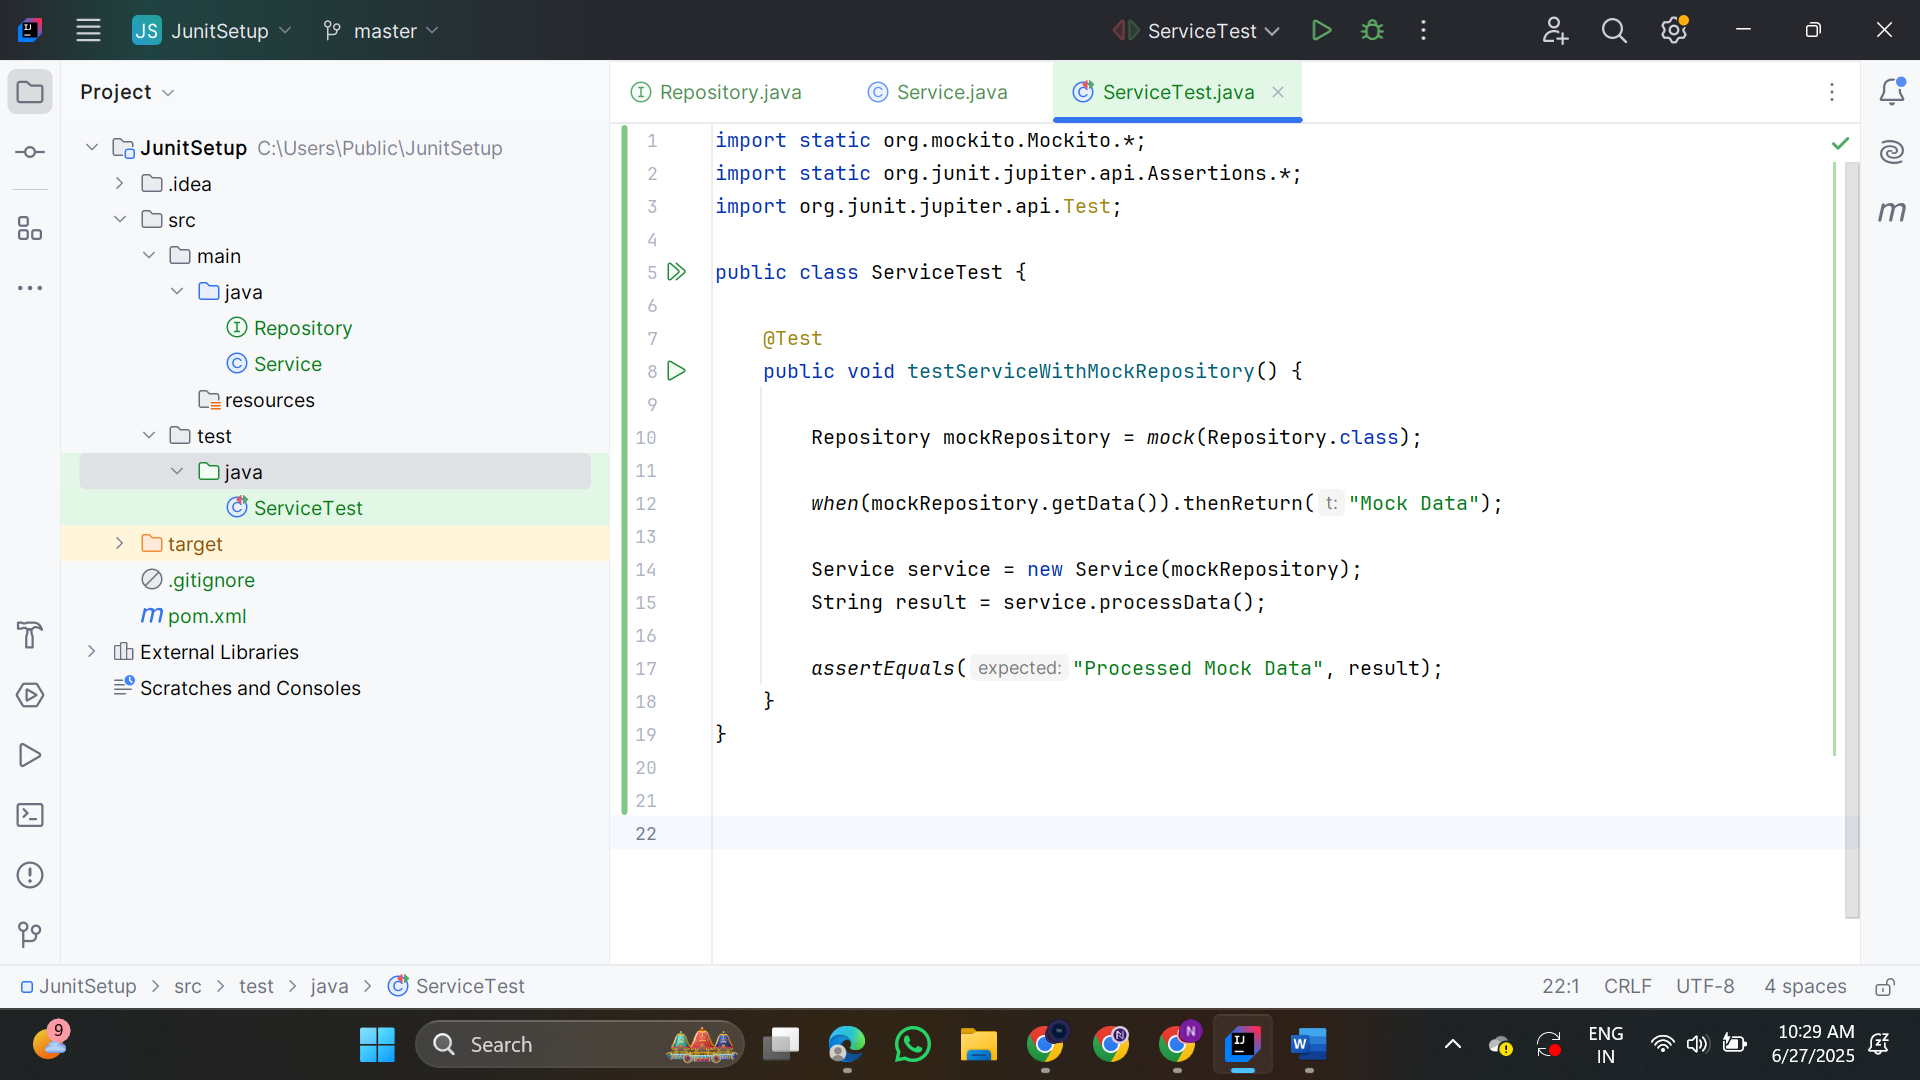 JS JunitSetup master ServiceTest
Project
JunitSetup C:\Users\Public\JunitSetup
.idea
src
main
java
Repository
Service
resources
test
java
ServiceTest
target
.gitignore
m pom.xml
External Libraries
Scratches and Consoles
Repository.java Service.java ServiceTest.java
1 import static org.mockito.Mockito.*;
2 import static org.junit.jupiter.api.Assertions.*;
3 import org.junit.jupiter.api.Test;
4
5 public class ServiceTest {
6
7 @Test
8 public void testServiceWithMockRepository() {
9
10 Repository mockRepository = mock(Repository.class);
11
12 when(mockRepository.getData()).thenReturn( t: "Mock Data");
13
14 Service service = new Service(mockRepository);
15 String result = service.processData();
16
17 assertEquals( expected: "Processed Mock Data", result);
18 }
19 }
20
21
22
m
JunitSetup > src > test > java > ServiceTest 22:1 CRLF UTF-8 4 spaces
9 Search ENG IN 10:29 AM
6/27/2025